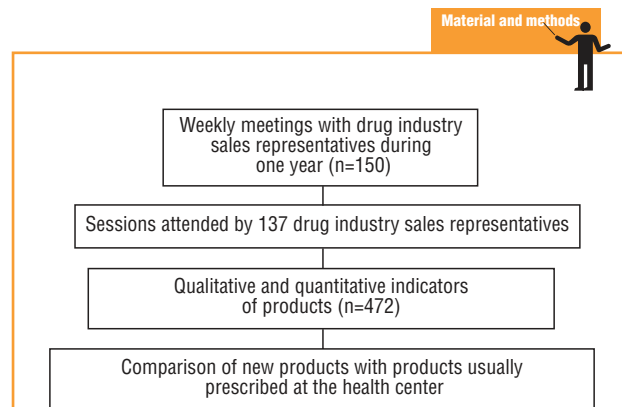 Material and methods
Weekly meetings with drug industry
sales representatives during
one year (n=150)
Sessions attended by 137 drug industry sales representatives
Qualitative and quantitative indicators
of products (n=472)
Comparison of new products with products usually
prescribed at the health center